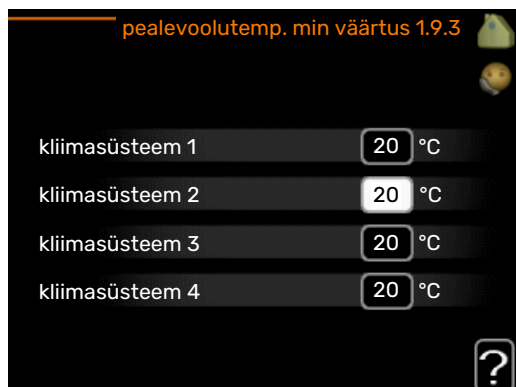 pealevoolutemp. min väärtus 1.9.3
kliimasüsteem 1 20 °C
kliimasüsteem 2 20 °C
kliimasüsteem 3 20 °C
kliimasüsteem 4 20 °C
?